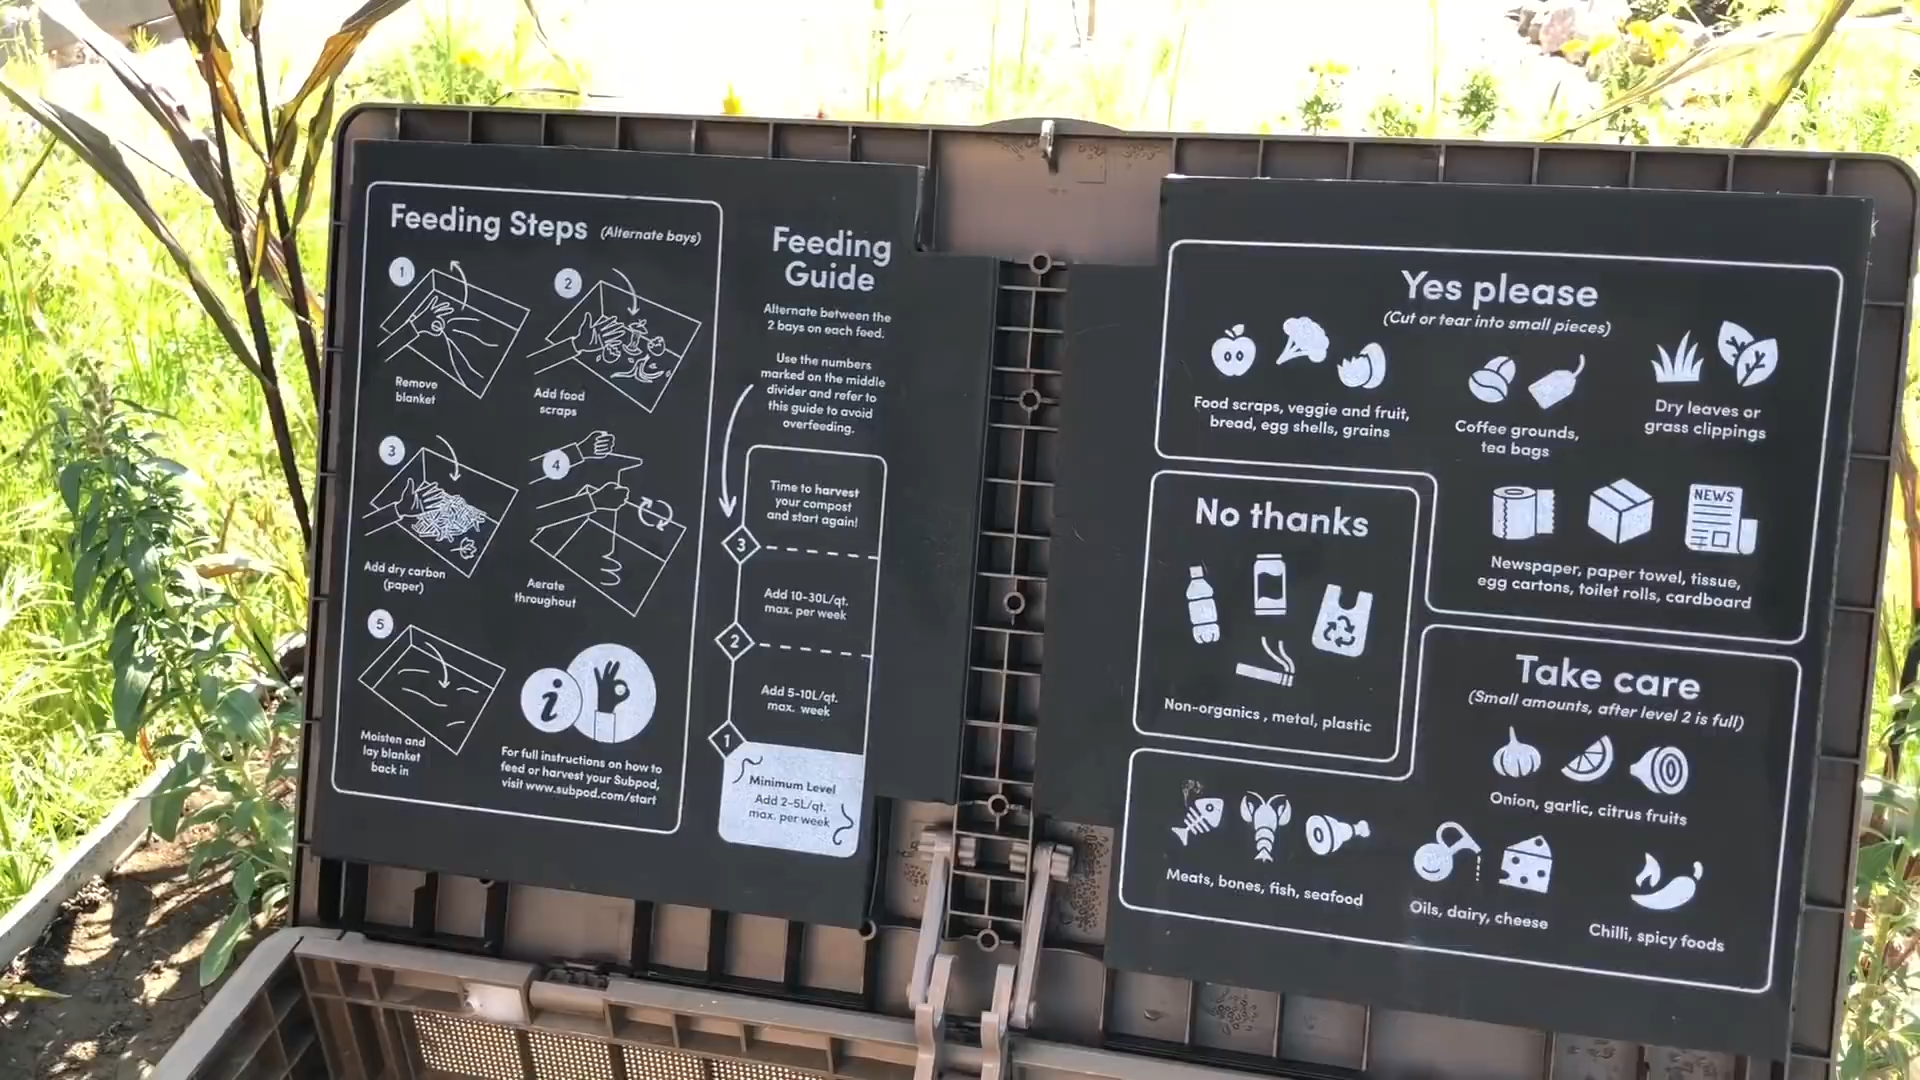 Feeding Steps (Alternate bays)
1
Remove
blanket
2
Add food
scraps
3
Add dry carbon
(paper)
4
Aerate
throughout
5
Moisten and
lay blanket
back in
i
For full instructions on how to
feed or harvest your Subpod,
visit www.subpod.com/start
Feeding
Guide
Alternate between the
2 bays on each feed.
Use the numbers
marked on the middle
divider and refer to
this guide to avoid
overfeeding.
Time to harvest
your compost
and start again!
3
Add 10-30L/qt.
max. per week
2
Add 5-10L/qt.
max. week
1
Minimum Level
Add 2-5L/qt.
max. per week
Yes please
(Cut or tear into small pieces)
Food scraps, veggie and fruit,
bread, egg shells, grains
Coffee grounds,
tea bags
Dry leaves or
grass clippings
NEWS
Newspaper, paper towel, tissue,
egg cartons, toilet rolls, cardboard
No thanks
Non-organics , metal, plastic
Take care
(Small amounts, after level 2 is full)
Onion, garlic, citrus fruits
Meats, bones, fish, seafood
Oils, dairy, cheese
Chilli, spicy foods